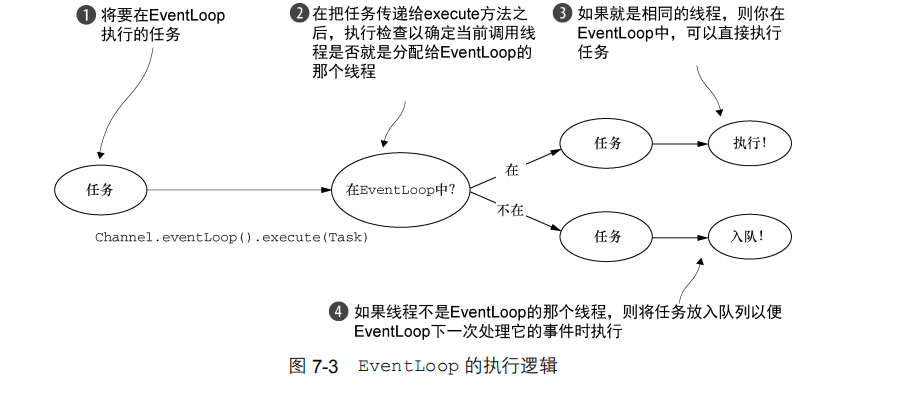 ❶ 将要在EventLoop
执行的任务
❷ 在把任务传递给execute方法之
后，执行检查以确定当前调用线
程是否就是分配给EventLoop的
那个线程
❸ 如果就是相同的线程，则你在
EventLoop中，可以直接执行
任务
任务
Channel.eventLoop().execute(Task)
在EventLoop中？
在
任务
执行！
不在
任务
入队！
❹ 如果线程不是EventLoop的那个线程，则将任务放入队列以便
EventLoop下一次处理它的事件时执行
图 7-3 EventLoop 的执行逻辑